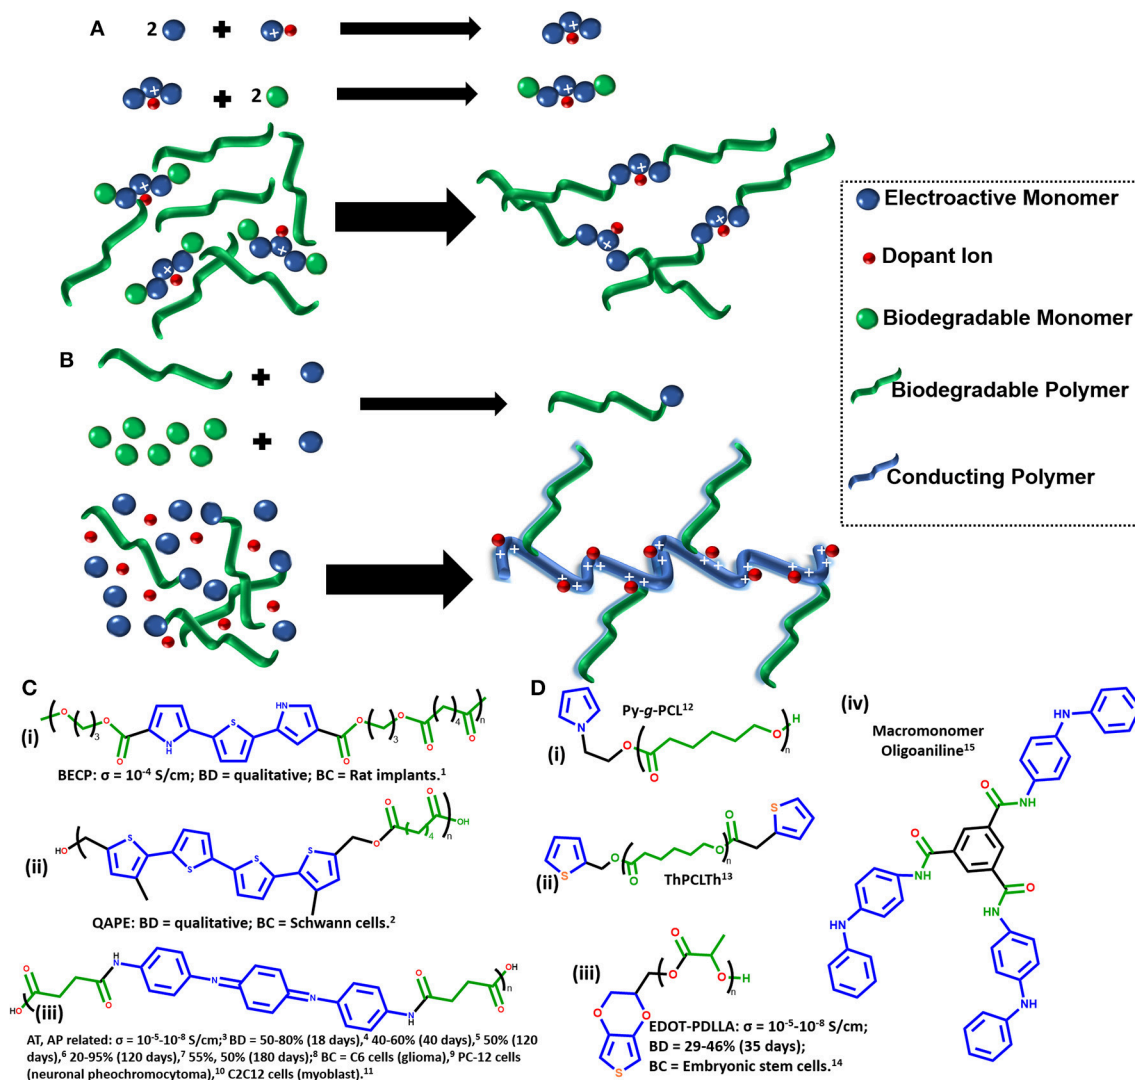 A
2
+
+
2
Electroactive Monomer
Dopant Ion
Biodegradable Monomer
Biodegradable Polymer
Conducting Polymer
B
C
(i)
BECP: σ = 10⁻⁴ S/cm; BD = qualitative; BC = Rat implants.¹
(ii)
QAPE: BD = qualitative; BC = Schwann cells.²
(iii)
AT, AP related: σ = 10⁻⁵-10⁻⁸ S/cm;³ BD = 50-80% (18 days),⁴ 40-60% (40 days),⁵ 50% (120
days),⁶ 20-95% (120 days),⁷ 55%, 50% (180 days);⁸ BC = C6 cells (glioma),⁹ PC-12 cells
(neuronal pheochromocytoma),¹⁰ C2C12 cells (myoblast).¹¹
D
Py-g-PCL¹²
(i)
(ii)
ThPCLTh¹³
(iii)
EDOT-PDLLA: σ = 10⁻⁵-10⁻⁸ S/cm;
BD = 29-46% (35 days);
BC = Embryonic stem cells.¹⁴
(iv)
Macromonomer
Oligoaniline¹⁵